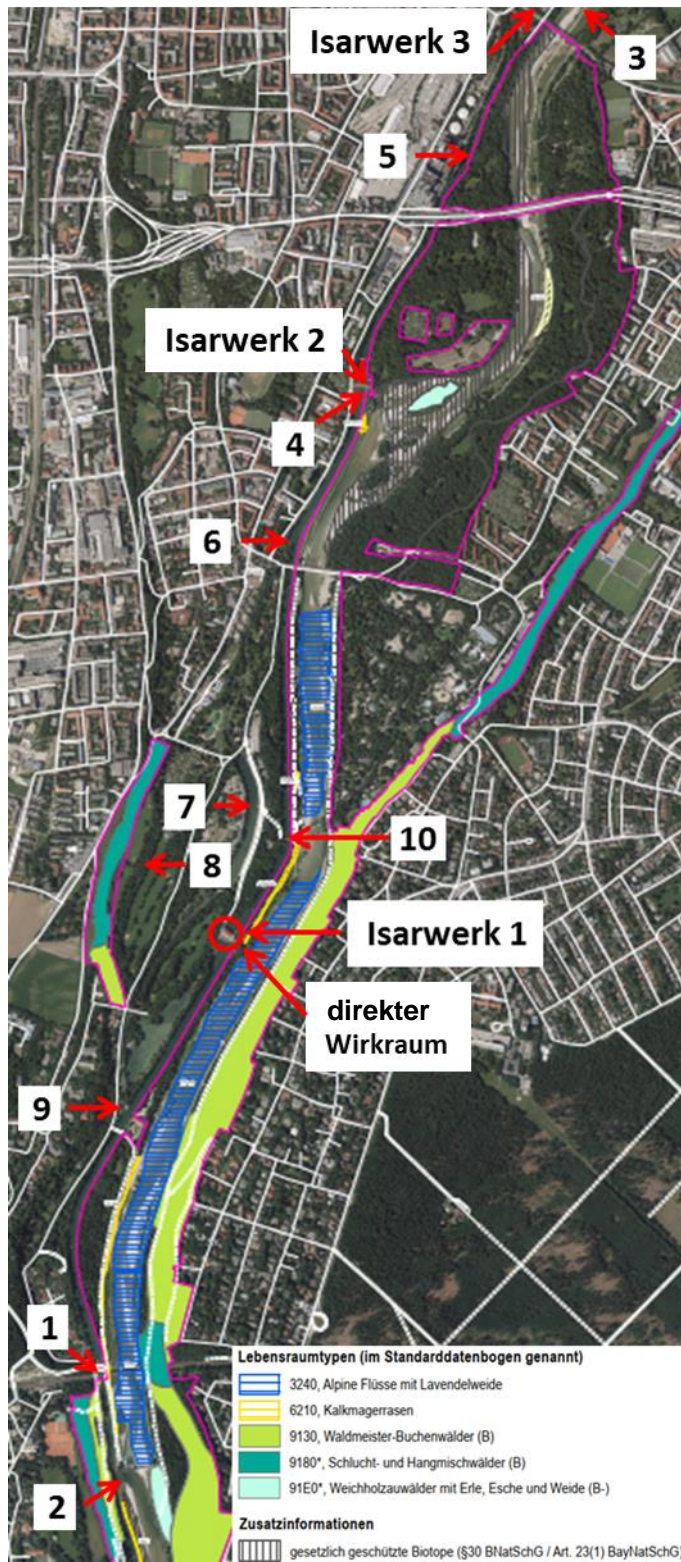 Isarwerk 3
3
5
Isarwerk 2
4
6
7
10
8
Isarwerk 1
direkter
Wirkraum
9
1
2
Lebensraumtypen (im Standarddatenbogen genannt)
3240, Alpine Flüsse mit Lavendelweide
6210, Kalkmagerrasen
9130, Waldmeister-Buchenwälder (B)
9180*, Schlucht- und Hangmischwälder (B)
91E0*, Weichholzauwälder mit Erle, Esche und Weide (B-)
Zusatzinformationen
gesetzlich geschützte Biotope (§30 BNatSchG / Art. 23(1) BayNatSchG)